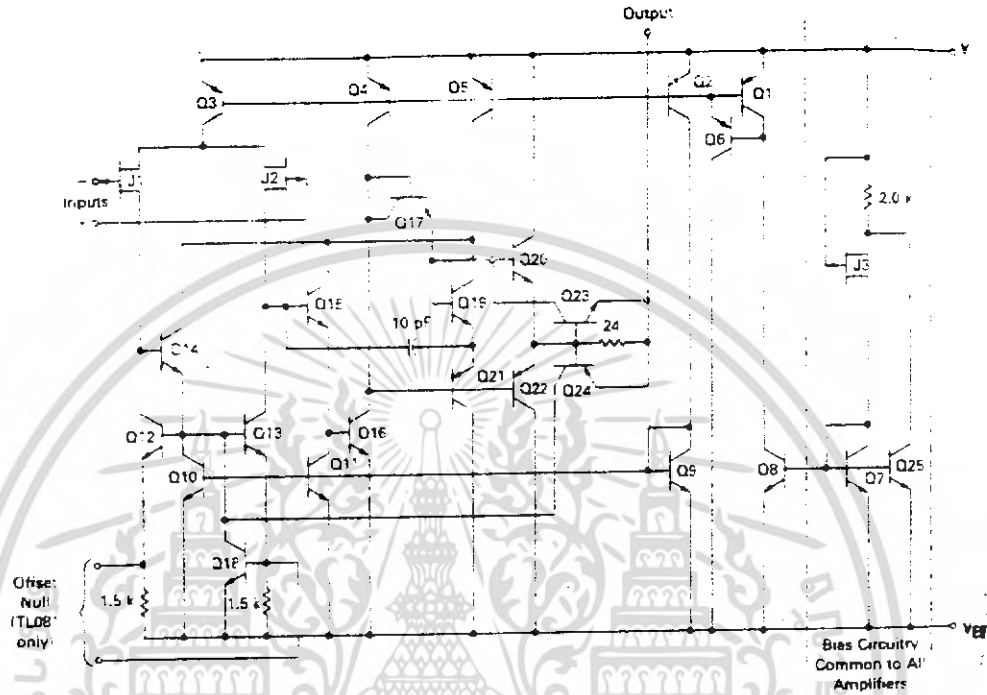 Output
V
Q3
Q4
Q5
Q2
Q1
Q6
J
J2
Inputs
Q17
2.0 k
J3
Q20
Q15
Q19
Q23
10 pF
24
Q14
Q21
Q22
Q24
Q12
Q13
Q16
Q10
Q11
Q9
Q8
Q7
Q25
Q18
Offset
Null
(TL081
only)
1.5 k
1.5 k
VEE
Bias Circuitry
Common to All
Amplifiers